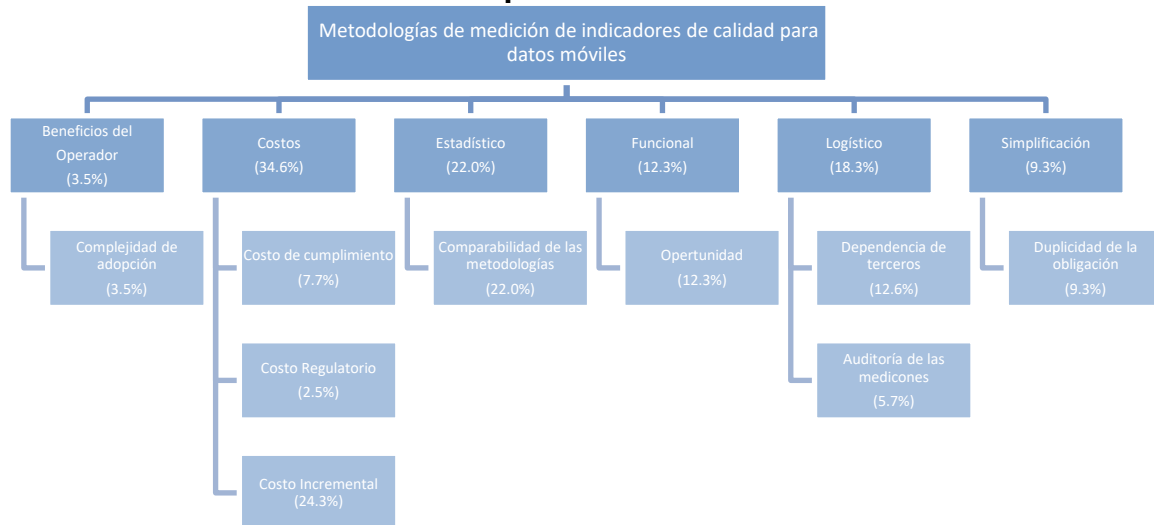 Metodologías de medición de indicadores de calidad para
datos móviles
Beneficios del
Operador
(3.5%)
Costos
(34.6%)
Estadístico
(22.0%)
Funcional
(12.3%)
Logístico
(18.3%)
Simplificación
(9.3%)
Complejidad de
adopción
(3.5%)
Costo de cumplimiento
(7.7%)
Comparabilidad de las
metodologías
(22.0%)
Opertunidad
(12.3%)
Dependencia de
terceros
(12.6%)
Duplicidad de la
obligación
(9.3%)
Costo Regulatorio
(2.5%)
Auditoría de las
medicones
(5.7%)
Costo Incremental
(24.3%)